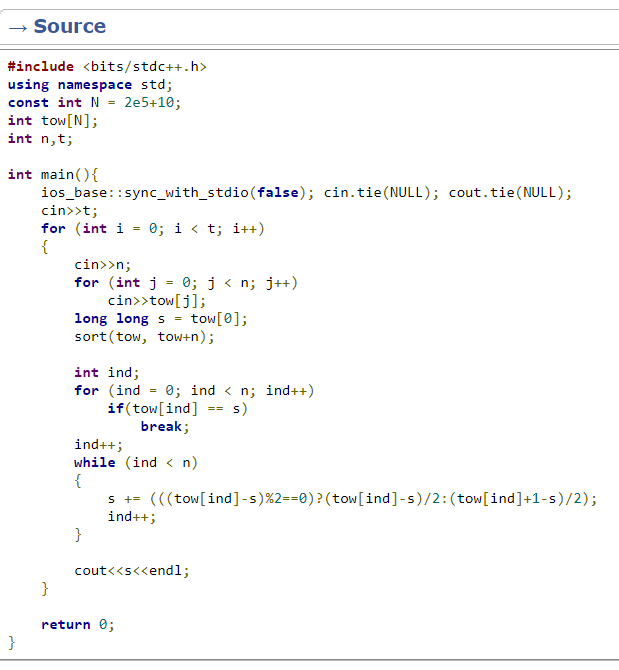 → Source
#include <bits/stdc++.h>
using namespace std;
const int N = 2e5+10;
int tow[N];
int n,t;
int main(){
ios_base::sync_with_stdio(false); cin.tie(NULL); cout.tie(NULL);
cin>>t;
for (int i = 0; i < t; i++)
{
cin>>n;
for (int j = 0; j < n; j++)
cin>>tow[j];
long long s = tow[0];
sort(tow, tow+n);
int ind;
for (ind = 0; ind < n; ind++)
if(tow[ind] == s)
break;
ind++;
while (ind < n)
{
s += (((tow[ind]-s)%2==0)?(tow[ind]-s)/2:(tow[ind]+1-s)/2);
ind++;
}
cout<<s<<endl;
}
return 0;
}